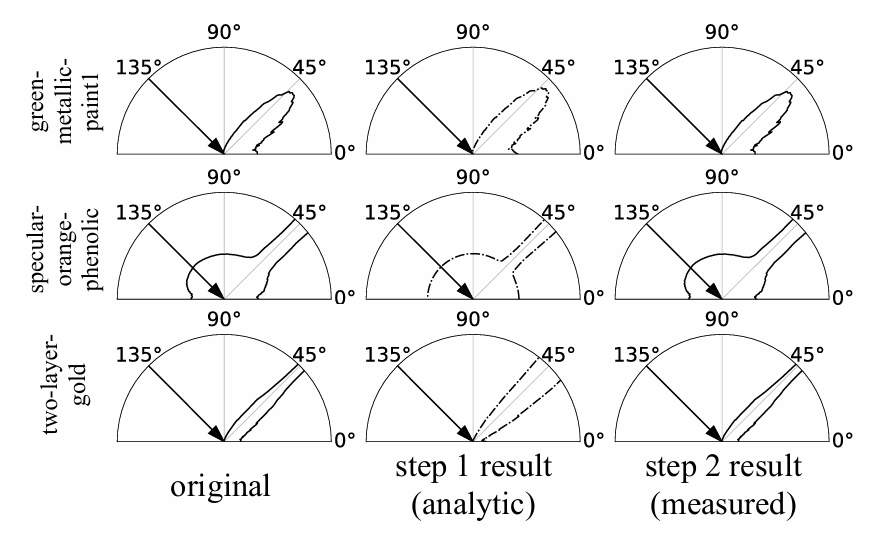 green-
metallic-
paint1
90°
135°
45°
0°
90°
135°
45°
0°
90°
135°
45°
0°
specular-
orange-
phenolic
90°
135°
45°
0°
90°
135°
45°
0°
90°
135°
45°
0°
two-layer-
gold
90°
135°
45°
0°
90°
135°
45°
0°
90°
135°
45°
0°
original
step 1 result
(analytic)
step 2 result
(measured)